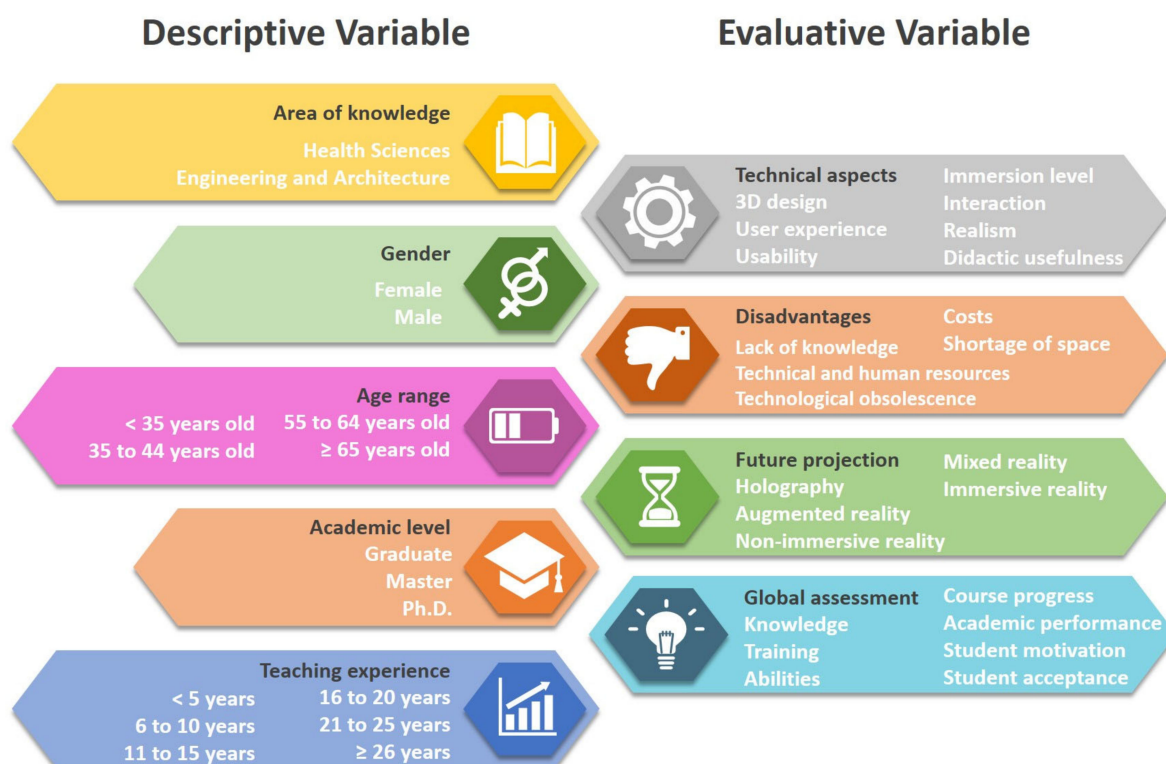 Descriptive Variable
Area of knowledge
Health Sciences
Engineering and Architecture
Gender
Female
Male
Age range
< 35 years old
35 to 44 years old
55 to 64 years old
≥ 65 years old
Academic level
Graduate
Master
Ph.D.
Teaching experience
< 5 years
6 to 10 years
11 to 15 years
16 to 20 years
21 to 25 years
≥ 26 years
Evaluative Variable
Technical aspects
3D design
User experience
Usability
Immersion level
Interaction
Realism
Didactic usefulness
Disadvantages
Lack of knowledge
Technical and human resources
Technological obsolescence
Costs
Shortage of space
Future projection
Holography
Augmented reality
Non-immersive reality
Mixed reality
Immersive reality
Global assessment
Knowledge
Training
Abilities
Course progress
Academic performance
Student motivation
Student acceptance